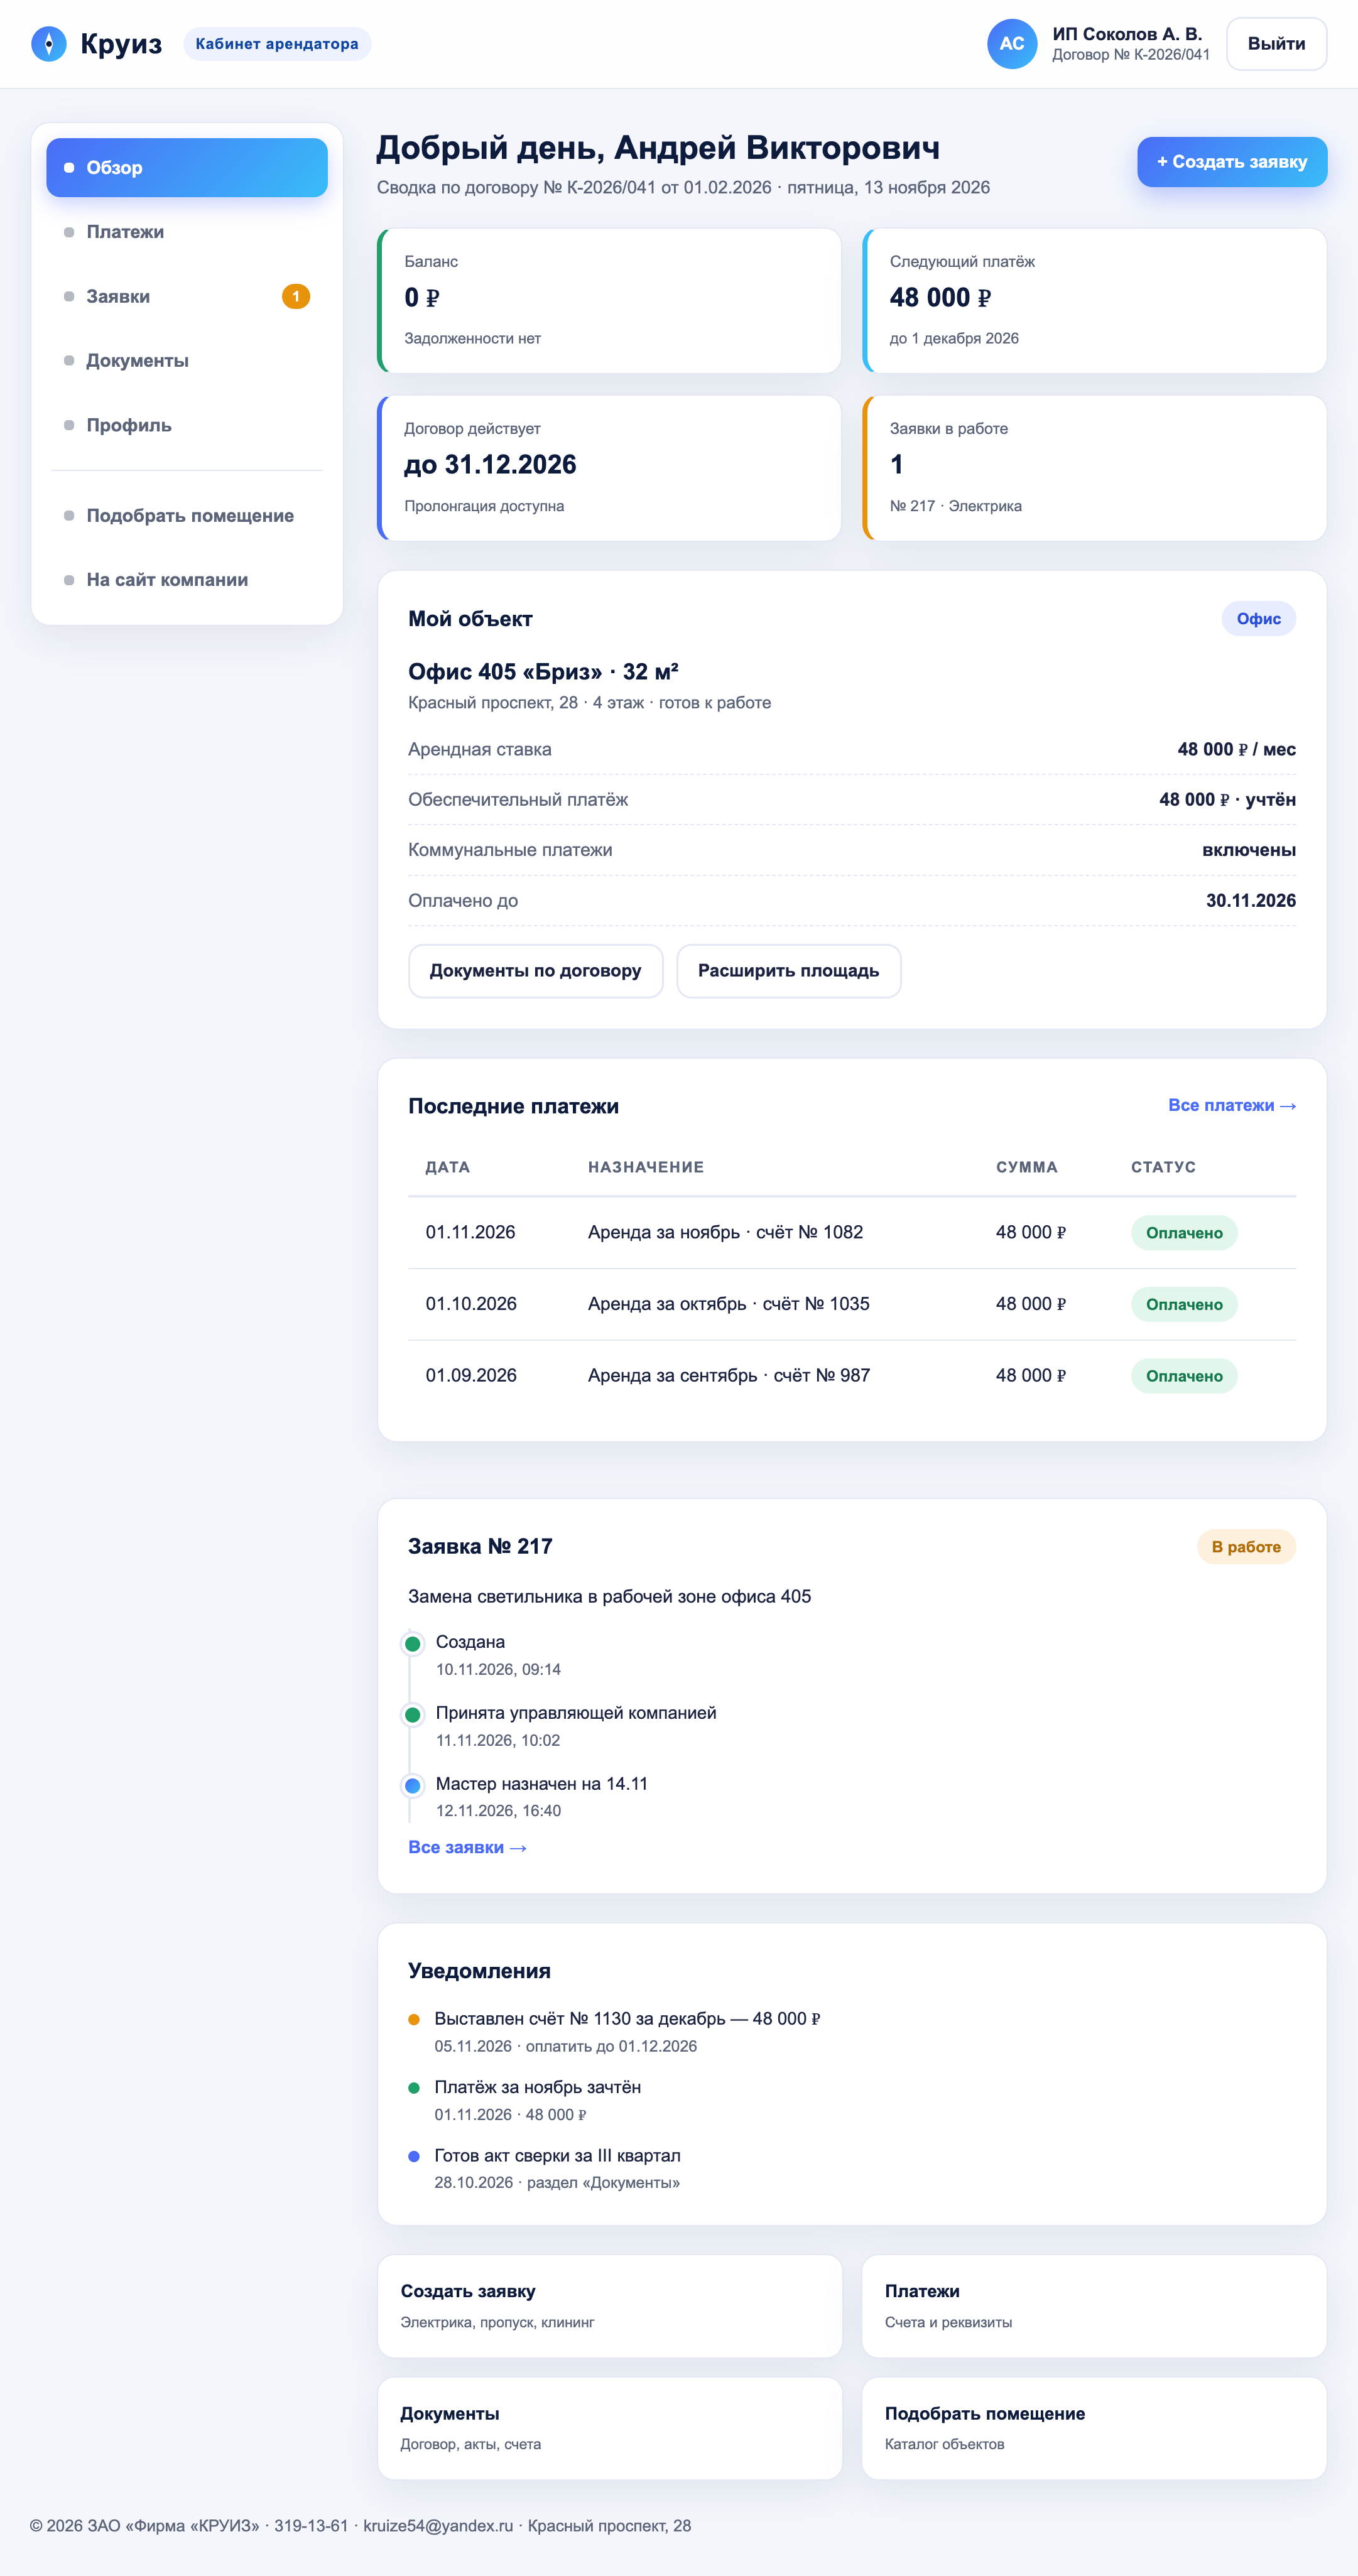 Круиз
Кабинет арендатора
АС
ИП Соколов А. В.
Договор № К-2026/041
Выйти
Обзор
Платежи
Заявки 1
Документы
Профиль
Подобрать помещение
На сайт компании
Добрый день, Андрей Викторович
Сводка по договору № К-2026/041 от 01.02.2026 · пятница, 13 ноября 2026
+ Создать заявку
Баланс
0 ₽
Задолженности нет
Следующий платёж
48 000 ₽
до 1 декабря 2026
Договор действует
до 31.12.2026
Пролонгация доступна
Заявки в работе
1
№ 217 · Электрика
Мой объект
Офис
Офис 405 «Бриз» · 32 м²
Красный проспект, 28 · 4 этаж · готов к работе
Арендная ставка 48 000 ₽ / мес
Обеспечительный платёж 48 000 ₽ · учтён
Коммунальные платежи включены
Оплачено до 30.11.2026
Документы по договору
Расширить площадь
Последние платежи
Все платежи →
ДАТА НАЗНАЧЕНИЕ СУММА СТАТУС
01.11.2026 Аренда за ноябрь · счёт № 1082 48 000 ₽ Оплачено
01.10.2026 Аренда за октябрь · счёт № 1035 48 000 ₽ Оплачено
01.09.2026 Аренда за сентябрь · счёт № 987 48 000 ₽ Оплачено
Заявка № 217
В работе
Замена светильника в рабочей зоне офиса 405
Создана
10.11.2026, 09:14
Принята управляющей компанией
11.11.2026, 10:02
Мастер назначен на 14.11
12.11.2026, 16:40
Все заявки →
Уведомления
Выставлен счёт № 1130 за декабрь — 48 000 ₽
05.11.2026 · оплатить до 01.12.2026
Платёж за ноябрь зачтён
01.11.2026 · 48 000 ₽
Готов акт сверки за III квартал
28.10.2026 · раздел «Документы»
Создать заявку
Электрика, пропуск, клининг
Платежи
Счета и реквизиты
Документы
Договор, акты, счета
Подобрать помещение
Каталог объектов
© 2026 ЗАО «Фирма «КРУИЗ» · 319-13-61 · kruize54@yandex.ru · Красный проспект, 28